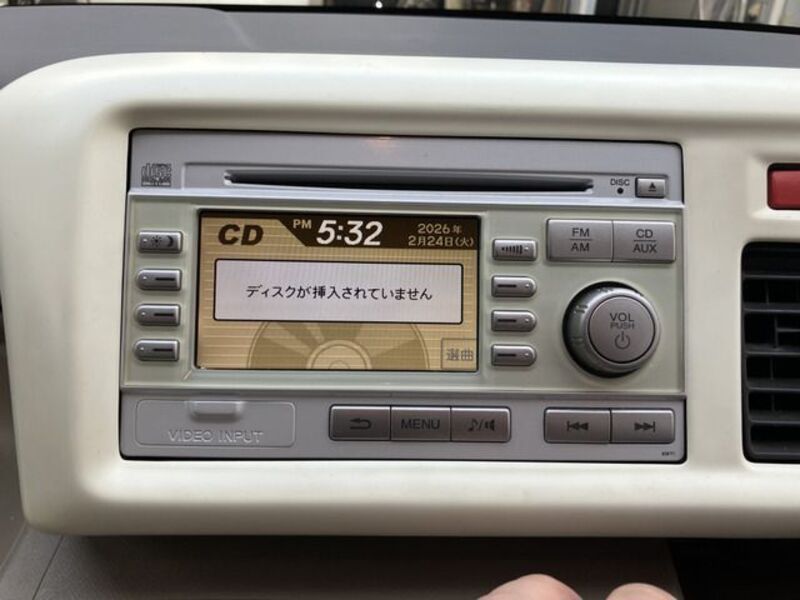 DISC
CD
PM 5:32
2026年
2月24日(火)
ディスクが挿入されていません
選曲
FM
AM
CD
AUX
VOL
PUSH
VIDEO INPUT
MENU